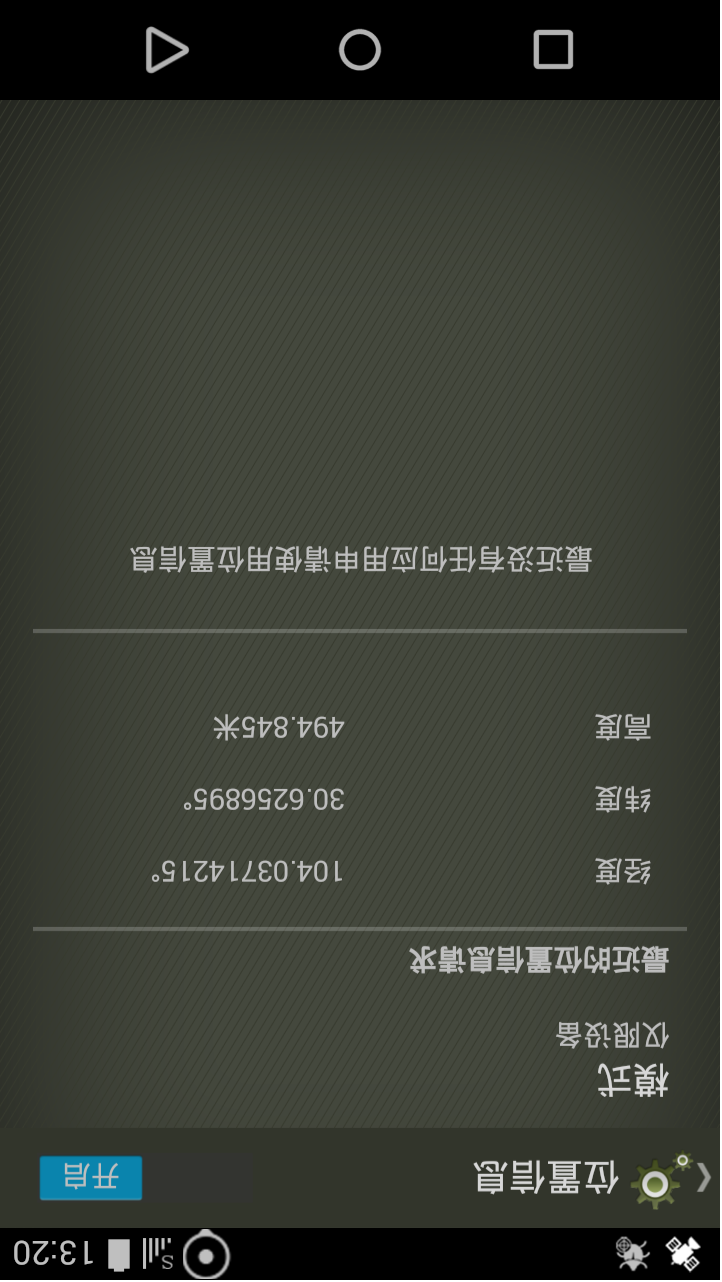 13:20
位置信息
开启
模式
仅限设备
最近的位置信息请求
经度 104.03714215°
纬度 30.6256895°
高度 494.845米
最近没有任何应用申请使用位置信息